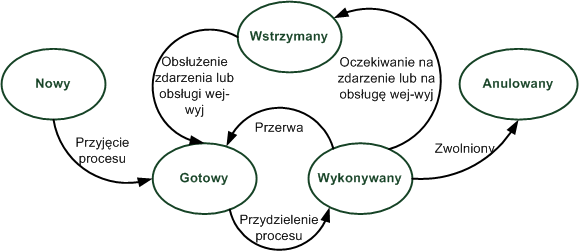 Nowy
Przyjęcie
procesu
Gotowy
Obsłużenie
zdarzenia lub
obsługi wej-
wyj
Wstrzymany
Oczekiwanie na
zdarzenie lub na
obsługę wej-wyj
Przerwa
Wykonywany
Przydzielenie
procesu
Zwolniony
Anulowany